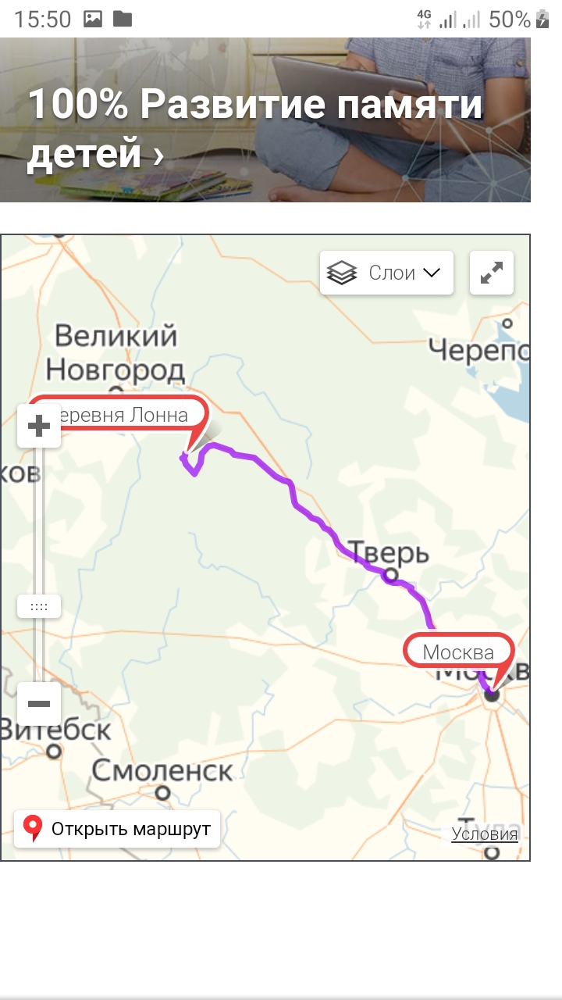 15:50
4G
50%
100% Развитие памяти
детей ›
Слои
Великий
Новгород
Черепо
еревня Лонна
ков
Тверь
Москва
Витебск
Смоленск
Открыть маршрут
Тула
Условия